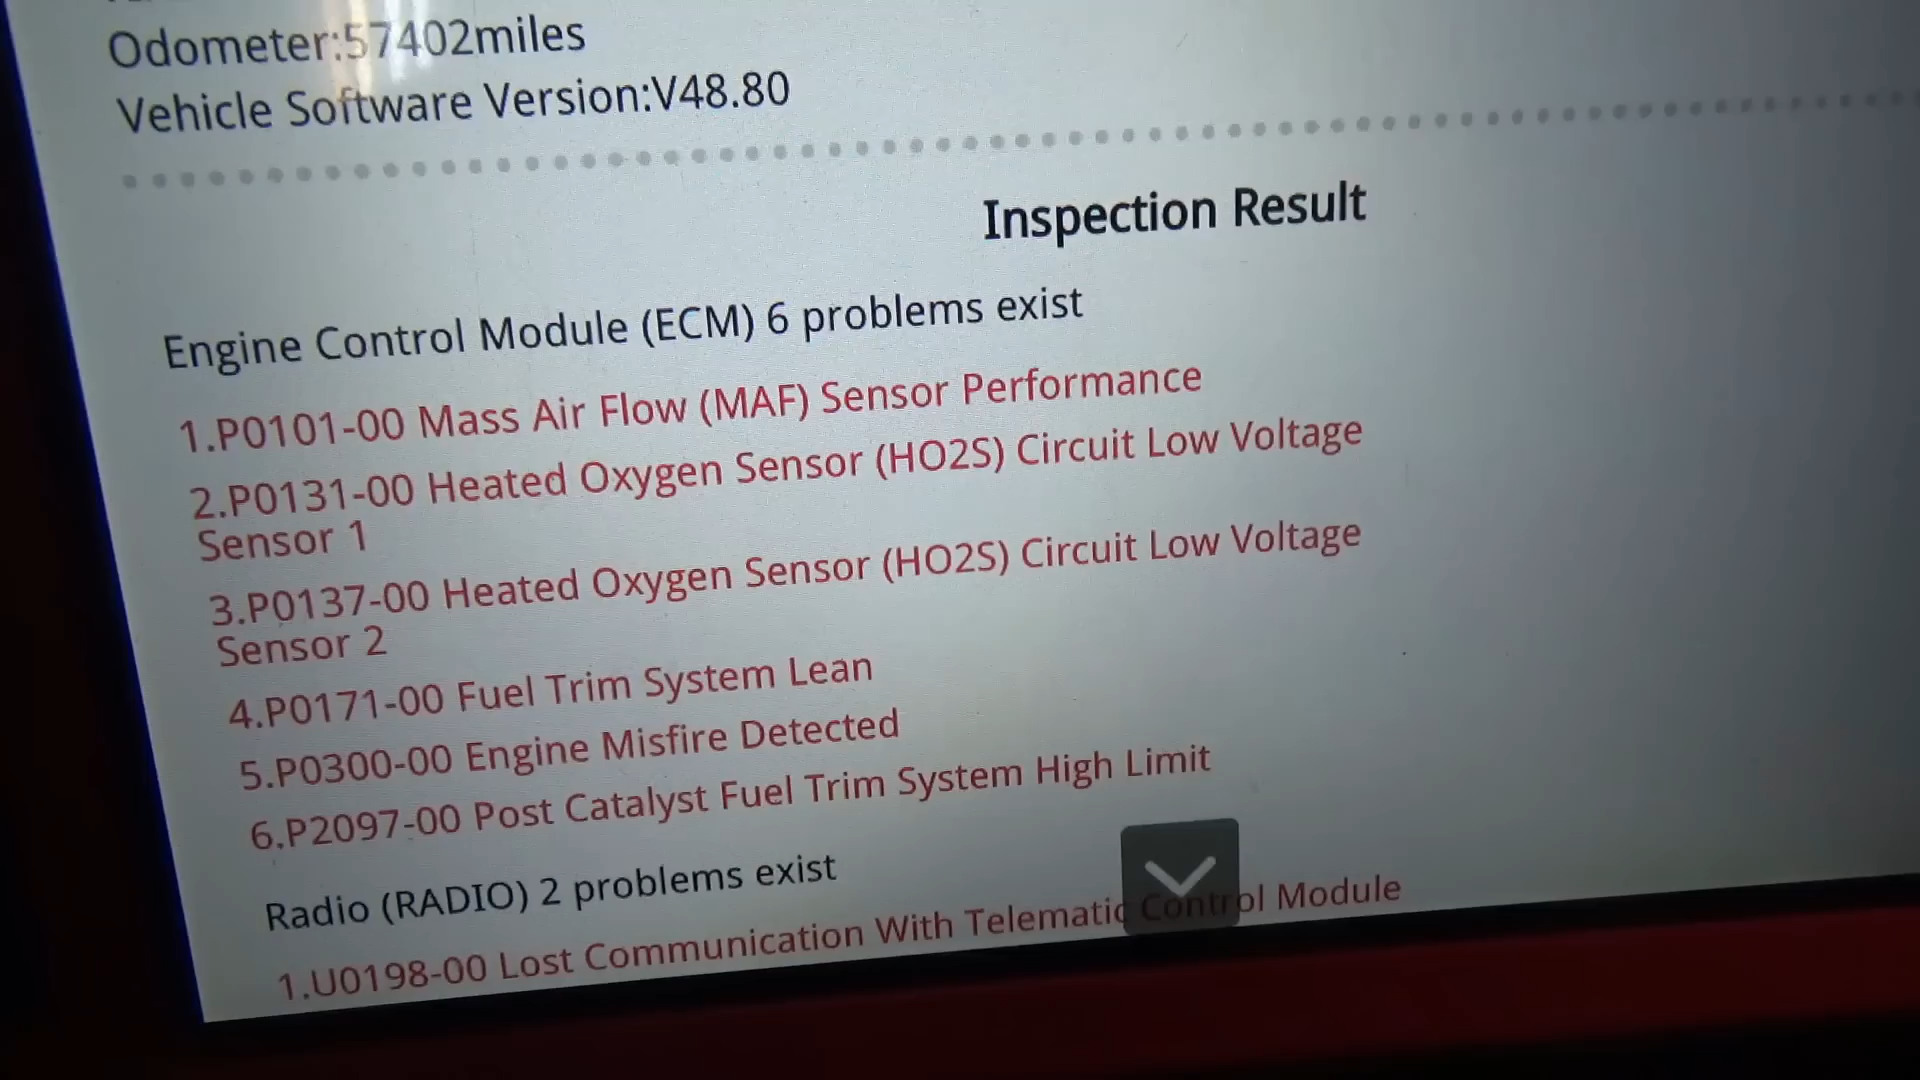 Odometer:57402miles
Vehicle Software Version:V48.80
Inspection Result
Engine Control Module (ECM) 6 problems exist
1.P0101-00 Mass Air Flow (MAF) Sensor Performance
2.P0131-00 Heated Oxygen Sensor (HO2S) Circuit Low Voltage
Sensor 1
3.P0137-00 Heated Oxygen Sensor (HO2S) Circuit Low Voltage
Sensor 2
4.P0171-00 Fuel Trim System Lean
5.P0300-00 Engine Misfire Detected
6.P2097-00 Post Catalyst Fuel Trim System High Limit
Radio (RADIO) 2 problems exist
1.U0198-00 Lost Communication With Telematic Control Module